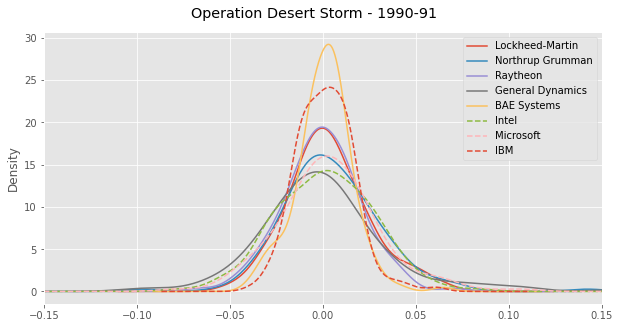 Operation Desert Storm - 1990-91
Density
30
25
20
15
10
5
0
−0.15
−0.10
−0.05
0.00
0.05
0.10
0.15
Lockheed-Martin
Northrup Grumman
Raytheon
General Dynamics
BAE Systems
Intel
Microsoft
IBM